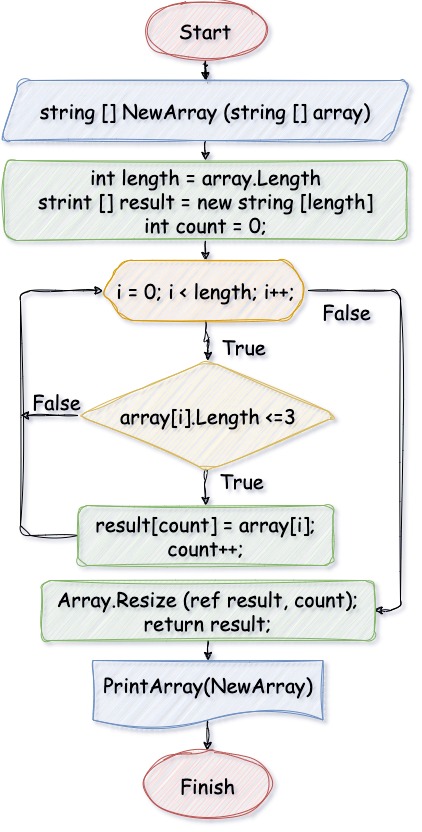 Start
string [] NewArray (string [] array)
int length = array.Length
strint [] result = new string [length]
int count = 0;
i = 0; i < length; i++;
False
True
False
array[i].Length <=3
True
result[count] = array[i];
count++;
Array.Resize (ref result, count);
return result;
PrintArray(NewArray)
Finish